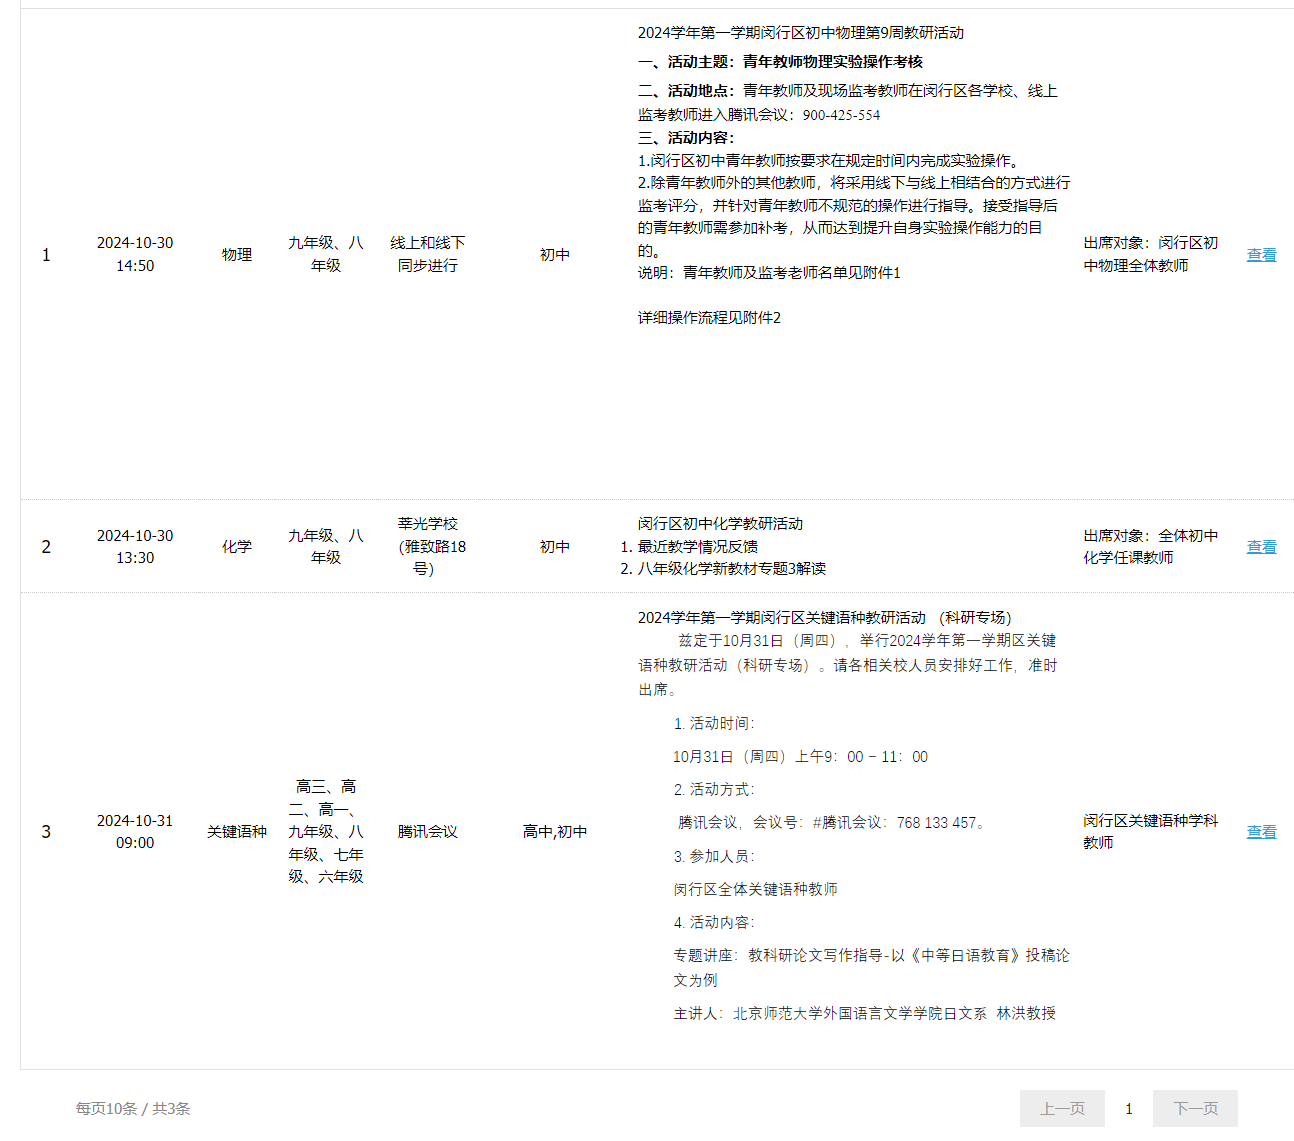 1
2024-10-30
14:50
物理
九年级、八
年级
线上和线下
同步进行
初中
2024学年第一学期闵行区初中物理第9周教研活动
一、活动主题：青年教师物理实验操作考核
二、活动地点：青年教师及现场监考教师在闵行区各学校、线上
监考教师进入腾讯会议：900-425-554
三、活动内容：
1.闵行区初中青年教师按要求在规定时间内完成实验操作。
2.除青年教师外的其他教师，将采用线下与线上相结合的方式进行
监考评分，并针对青年教师不规范的操作进行指导。接受指导后
的青年教师需参加补考，从而达到提升自身实验操作能力的目
的。
说明：青年教师及监考老师名单见附件1
详细操作流程见附件2
出席对象：闵行区初
中物理全体教师
查看
2
2024-10-30
13:30
化学
九年级、八
年级
莘光学校
（雅致路18
号）
初中
闵行区初中化学教研活动
1. 最近教学情况反馈
2. 八年级化学新教材专题3解读
出席对象：全体初中
化学任课教师
查看
3
2024-10-31
09:00
关键语种
高三、高
二、高一、
九年级、八
年级、七年
级、六年级
腾讯会议
高中,初中
2024学年第一学期闵行区关键语种教研活动 （科研专场）
兹定于10月31日（周四），举行2024学年第一学期区关键
语种教研活动（科研专场）。请各相关校人员安排好工作，准时
出席。
1. 活动时间：
10月31日（周四）上午9：00 – 11：00
2. 活动方式：
腾讯会议，会议号：#腾讯会议：768 133 457。
3. 参加人员：
闵行区全体关键语种教师
4. 活动内容：
专题讲座：教科研论文写作指导-以《中等日语教育》投稿论
文为例
主讲人：北京师范大学外国语言文学学院日文系 林洪教授
闵行区关键语种学科
教师
查看
每页10条 / 共3条
上一页
1
下一页